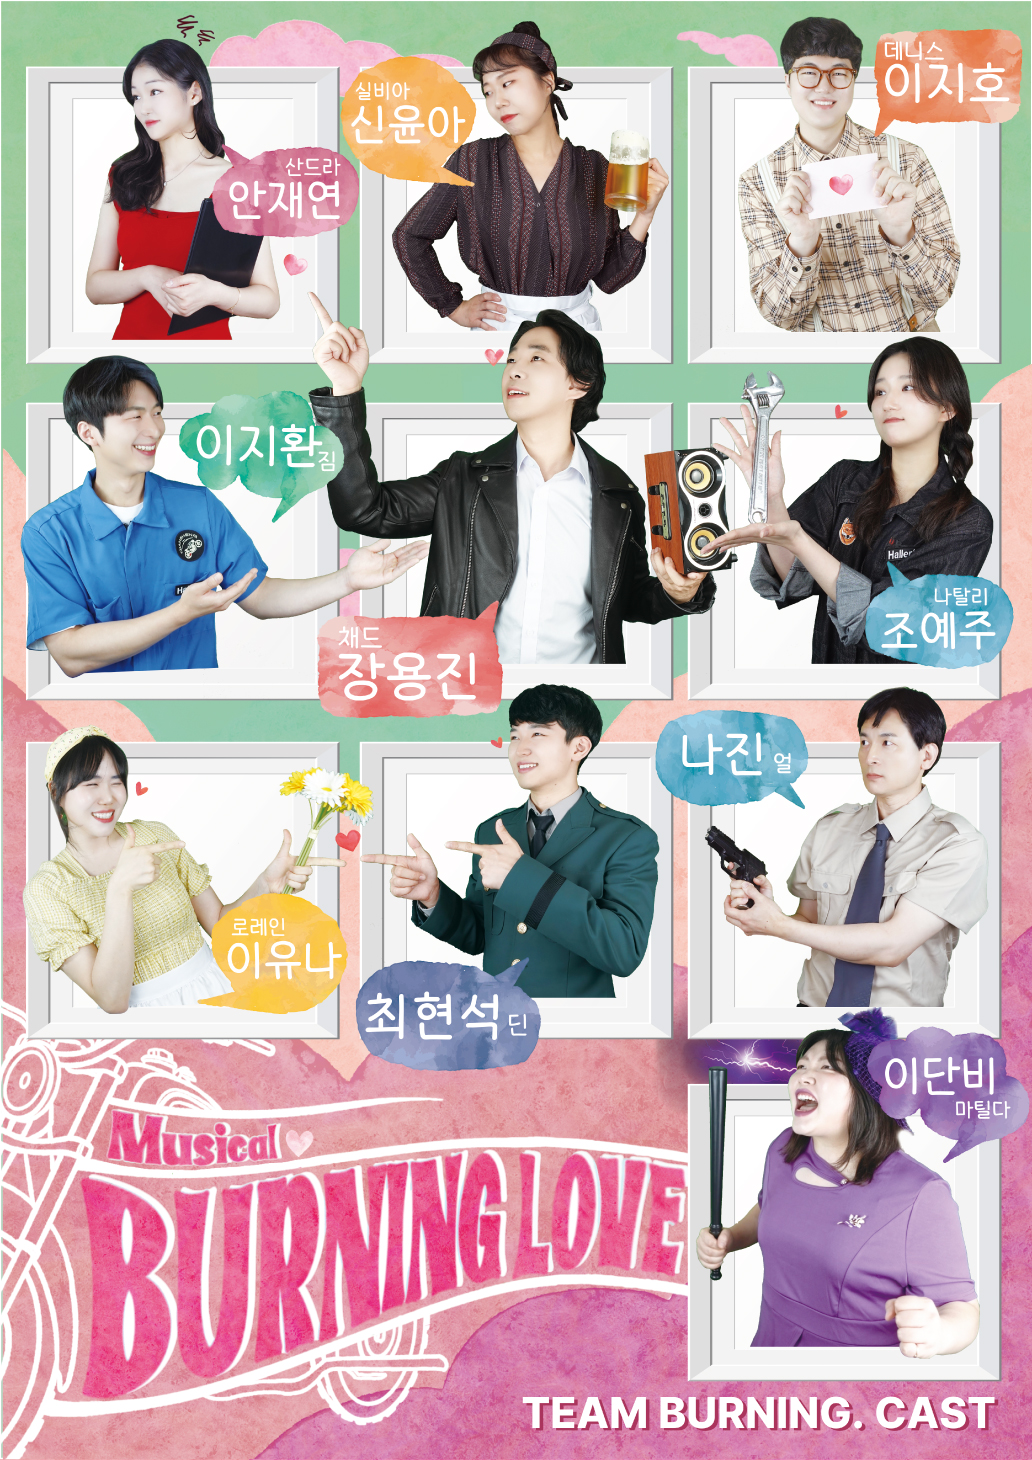 산드라
안재연
실비아
신윤아
데니스
이지호
이지환 짐
채드
장용진
Haller
나탈리
조예주
로레인
이유나
최현석 딘
나진 얼
이단비
마틸다
Musical
BURNING LOVE
TEAM BURNING. CAST